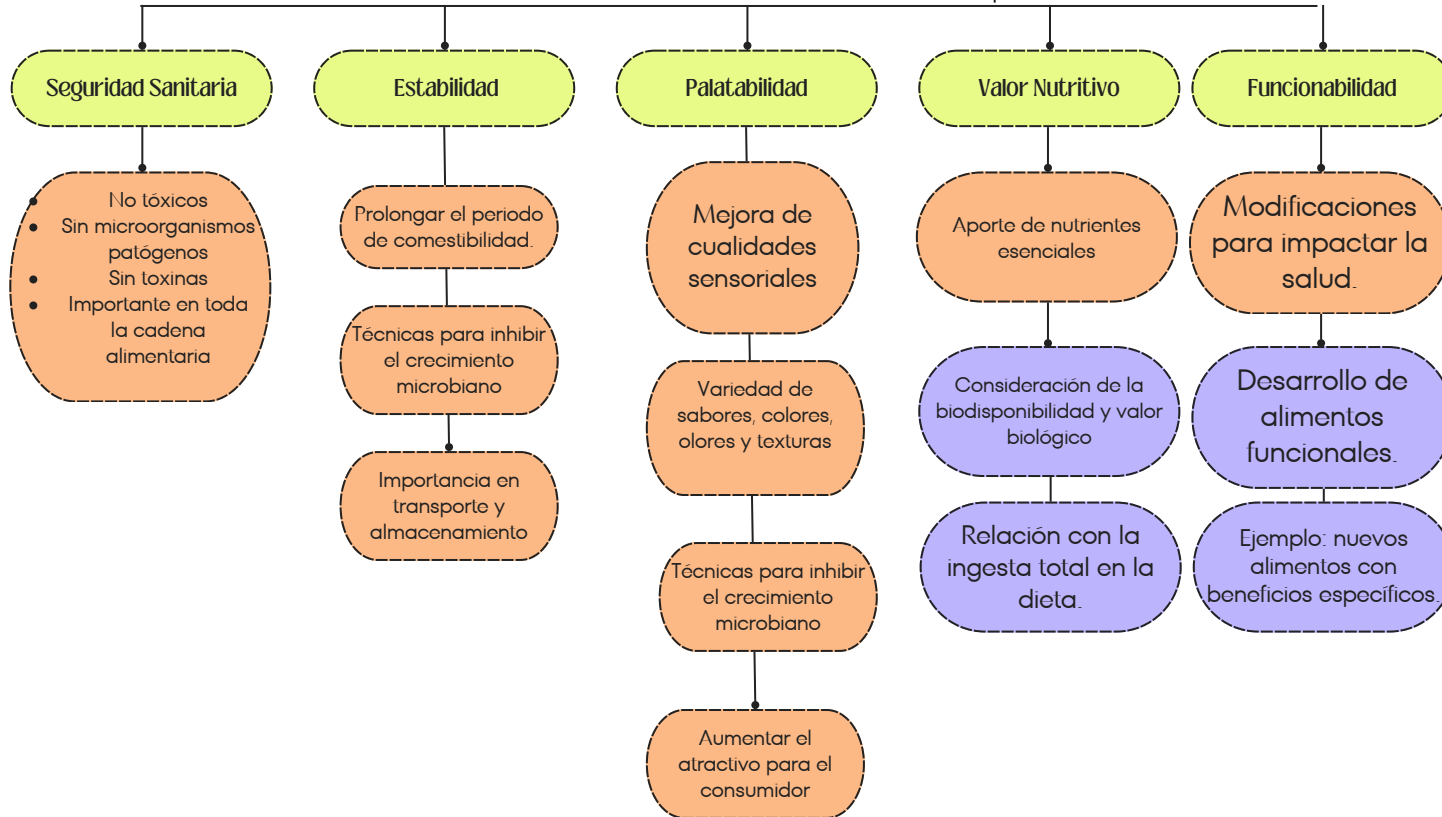 Seguridad Sanitaria
No tóxicos
Sin microorganismos
patógenos
Sin toxinas
Importante en toda
la cadena
alimentaria
Estabilidad
Prolongar el periodo
de comestibilidad.
Técnicas para inhibir
el crecimiento
microbiano
Importancia en
transporte y
almacenamiento
Palatabilidad
Mejora de
cualidades
sensoriales
Variedad de
sabores, colores,
olores y texturas
Técnicas para inhibir
el crecimiento
microbiano
Aumentar el
atractivo para el
consumidor
Valor Nutritivo
Aporte de nutrientes
esenciales
Consideración de la
biodisponibilidad y valor
biológico
Relación con la
ingesta total en la
dieta.
Funcionabilidad
Modificaciones
para impactar la
salud.
Desarrollo de
alimentos
funcionales.
Ejemplo: nuevos
alimentos con
beneficios específicos.